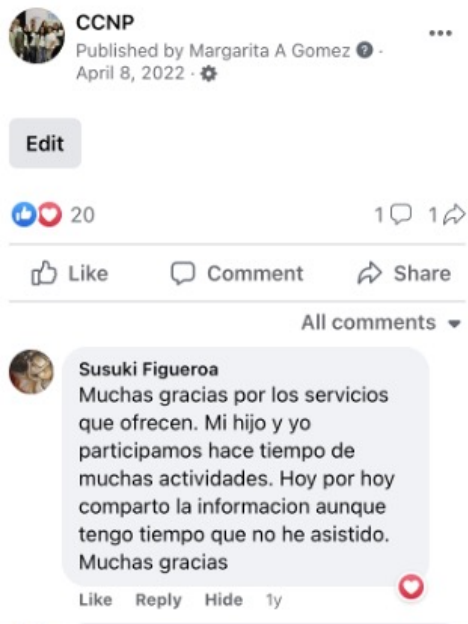 CCNP
Published by Margarita A Gomez ·
April 8, 2022 ·
Edit
20
1 1
Like Comment Share
All comments
Susuki Figueroa
Muchas gracias por los servicios
que ofrecen. Mi hijo y yo
participamos hace tiempo de
muchas actividades. Hoy por hoy
comparto la informacion aunque
tengo tiempo que no he asistido.
Muchas gracias
Like Reply Hide 1y